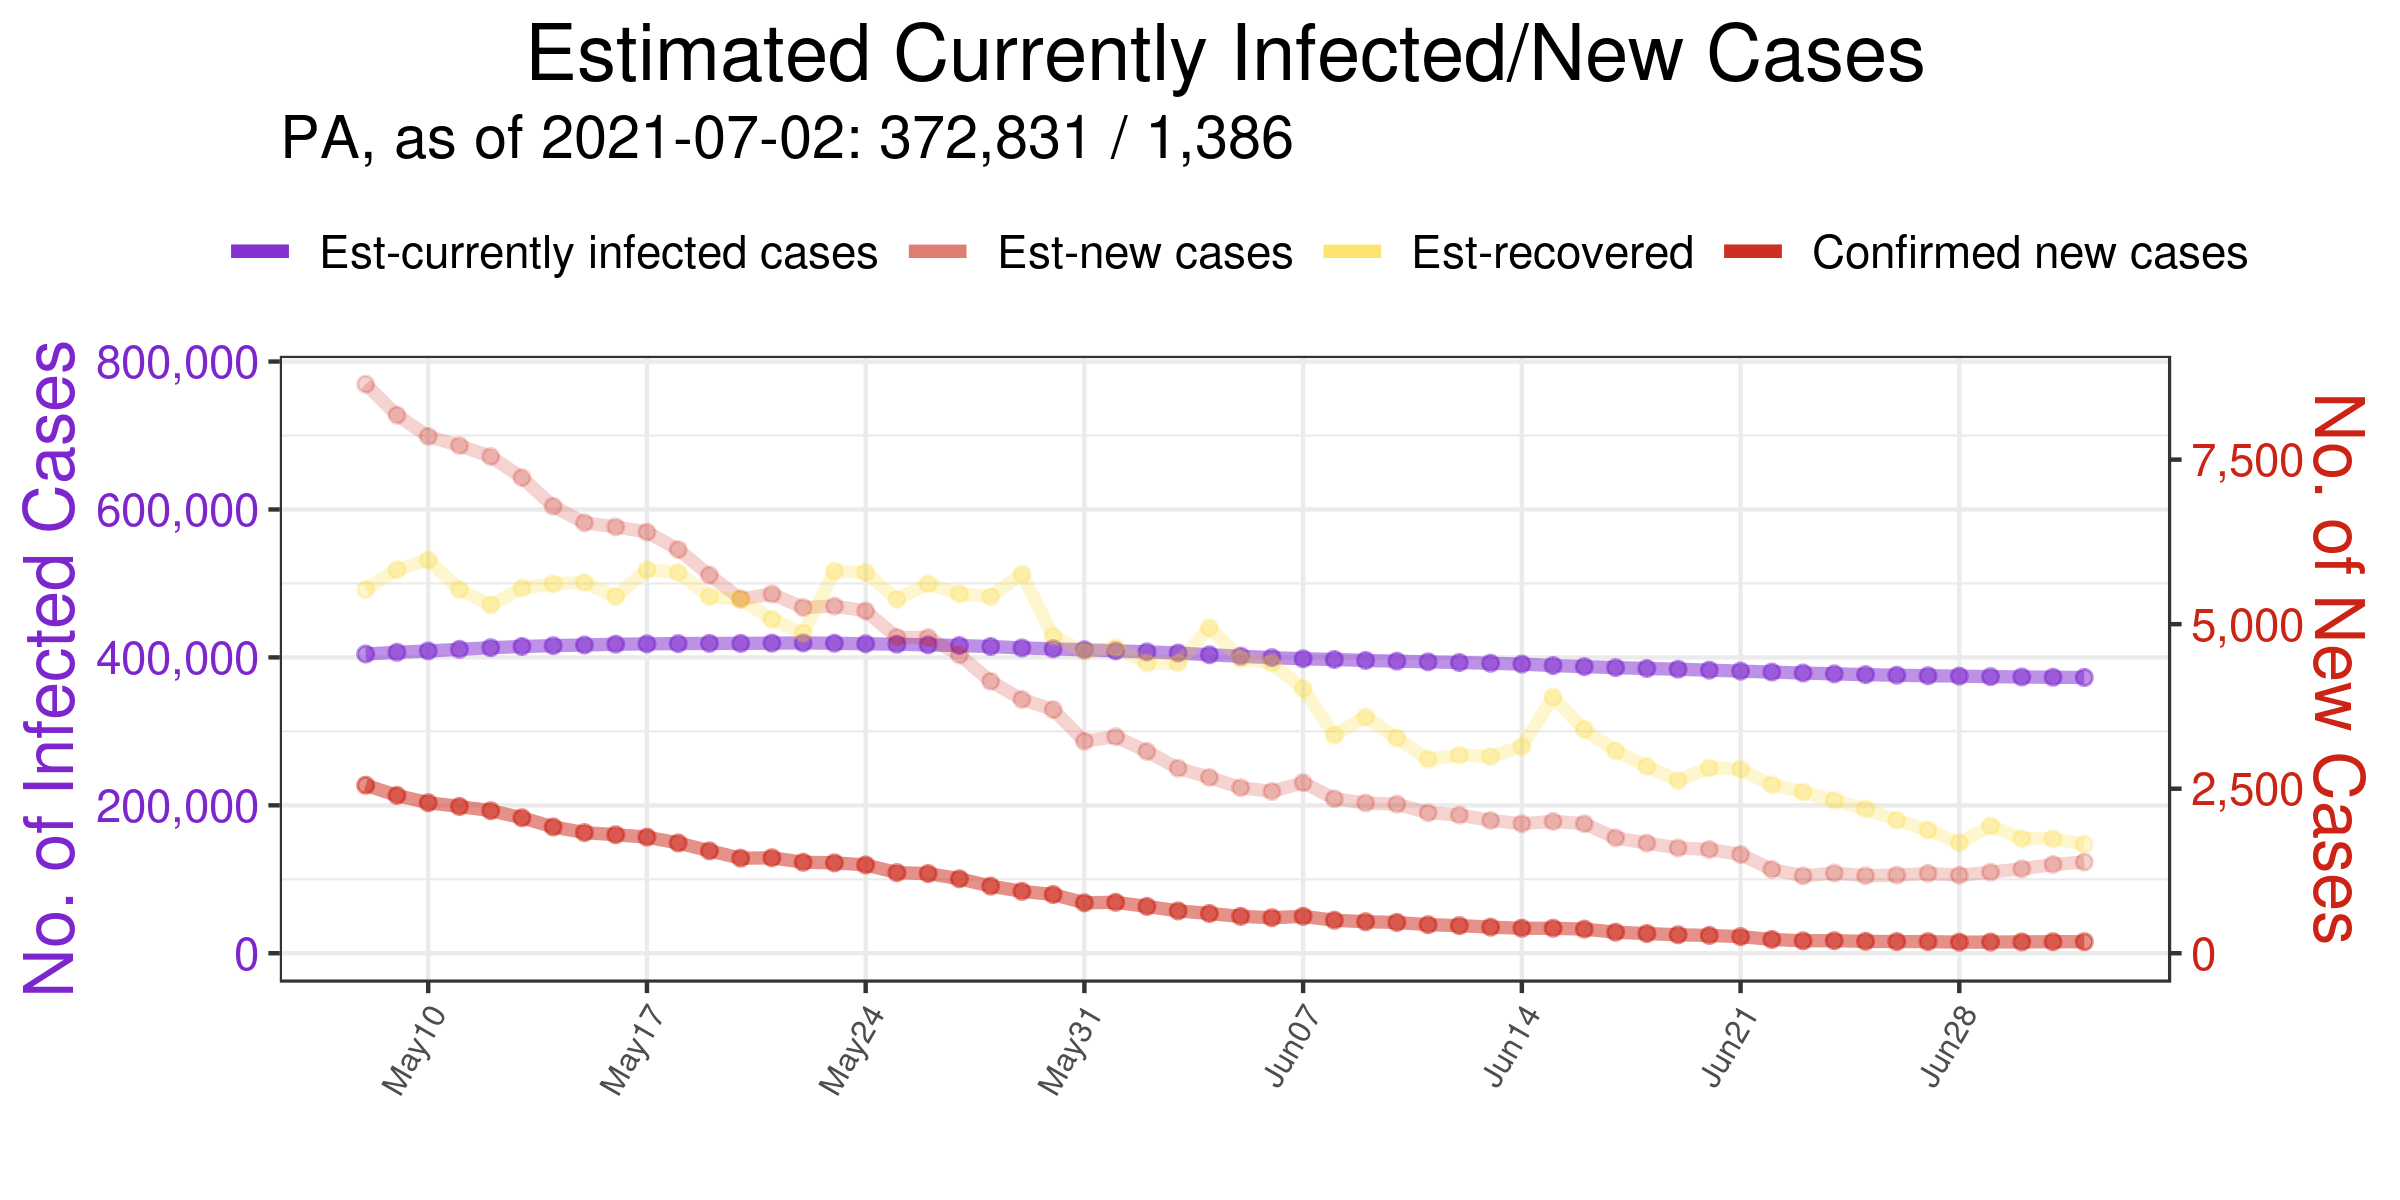 Estimated Currently Infected/New Cases
PA, as of 2021-07-02: 372,831 / 1,386
Est-currently infected cases Est-new cases Est-recovered Confirmed new cases
No. of Infected Cases
800,000
600,000
400,000
200,000
0
7,500
5,000
2,500
0
No. of New Cases
May10 May17 May24 May31 Jun07 Jun14 Jun21 Jun28